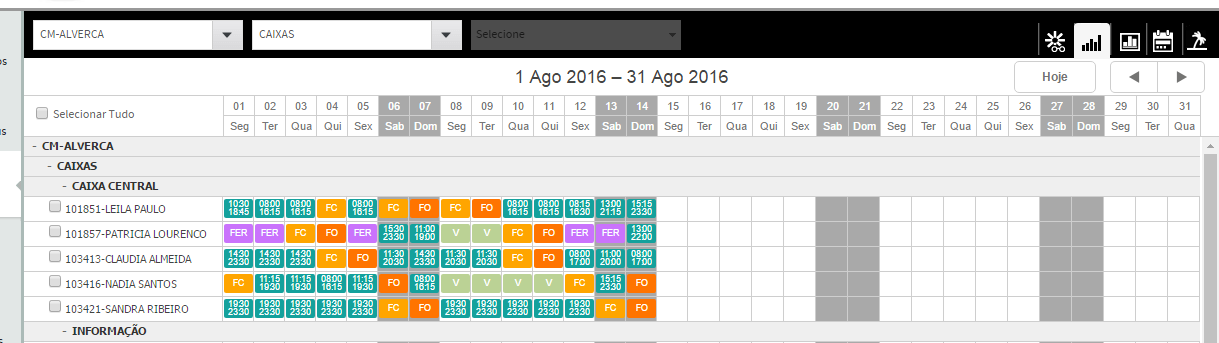 CM-ALVERCA CAIXAS Selecione
1 Ago 2016 – 31 Ago 2016 Hoje
Selecionar Tudo 01 02 03 04 05 06 07 08 09 10 11 12 13 14 15 16 17 18 19 20 21 22 23 24 25 26 27 28 29 30 31
Seg Ter Qua Qui Sex Sab Dom Seg Ter Qua Qui Sex Sab Dom Seg Ter Qua Qui Sex Sab Dom Seg Ter Qua Qui Sex Sab Dom Seg Ter Qua
- CM-ALVERCA
- CAIXAS
- CAIXA CENTRAL
101851-LEILA PAULO 10:30 18:45 08:00 16:15 08:00 16:15 FC 08:00 16:15 FC FO FC FO 08:00 16:15 08:00 16:15 08:15 16:30 13:00 21:15 15:15 23:30
101857-PATRICIA LOURENCO FER FER FC FO FER 15:30 23:30 11:00 19:00 V V FC FO FER FER 13:00 22:00
103413-CLAUDIA ALMEIDA 14:30 23:30 14:30 23:30 14:30 23:30 FC FO 11:30 20:30 14:30 23:30 11:30 20:30 11:30 20:30 FC FO 08:00 17:00 11:00 20:00 08:00 17:00
103416-NADIA SANTOS FC 11:15 19:30 11:15 19:30 08:00 16:15 11:15 19:30 FO 08:00 16:15 V V V V FC 15:15 23:30 FO
103421-SANDRA RIBEIRO 19:30 23:30 19:30 23:30 19:30 23:30 19:30 23:30 19:30 23:30 FC FO 19:30 23:30 19:30 23:30 19:30 23:30 19:30 23:30 19:30 23:30 FC FO
- INFORMAÇÃO